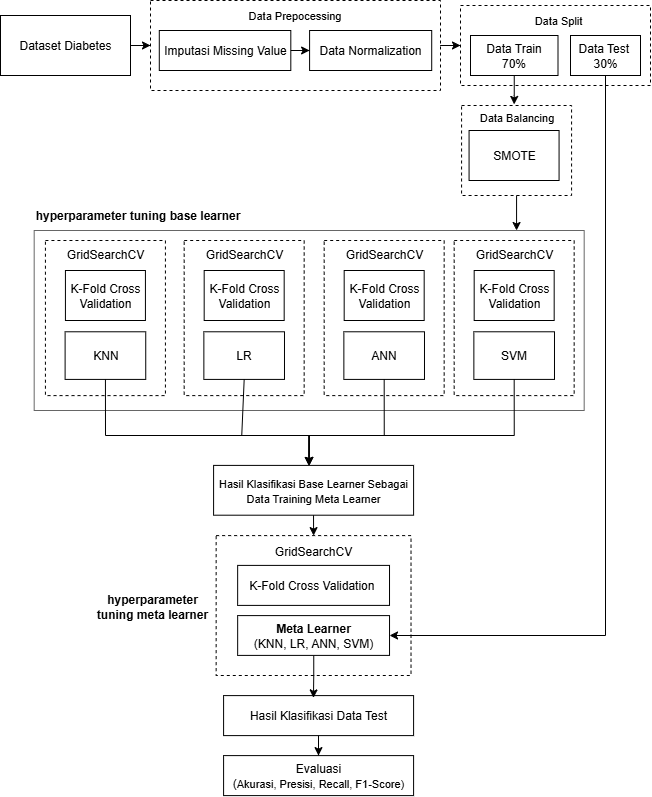 Data Prepocessing
Data Split
Dataset Diabetes
Imputasi Missing Value
Data Normalization
Data Train
70%
Data Test
30%
Data Balancing
SMOTE
hyperparameter tuning base learner
GridSearchCV
K-Fold Cross
Validation
KNN
GridSearchCV
K-Fold Cross
Validation
LR
GridSearchCV
K-Fold Cross
Validation
ANN
GridSearchCV
K-Fold Cross
Validation
SVM
Hasil Klasifikasi Base Learner Sebagai
Data Training Meta Learner
GridSearchCV
K-Fold Cross Validation
hyperparameter
tuning meta learner
Meta Learner
(KNN, LR, ANN, SVM)
Hasil Klasifikasi Data Test
Evaluasi
(Akurasi, Presisi, Recall, F1-Score)